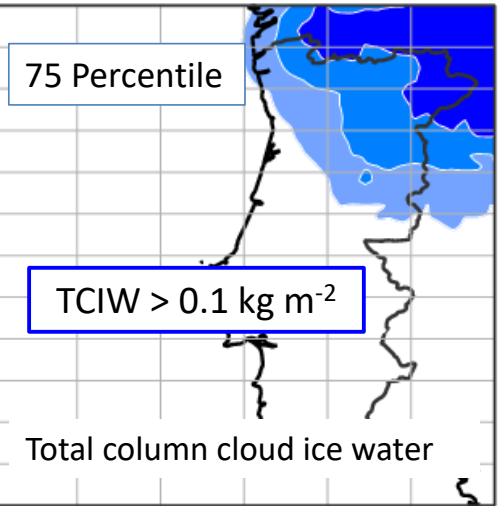 75 Percentile
TCIW > 0.1 kg m⁻²
Total column cloud ice water